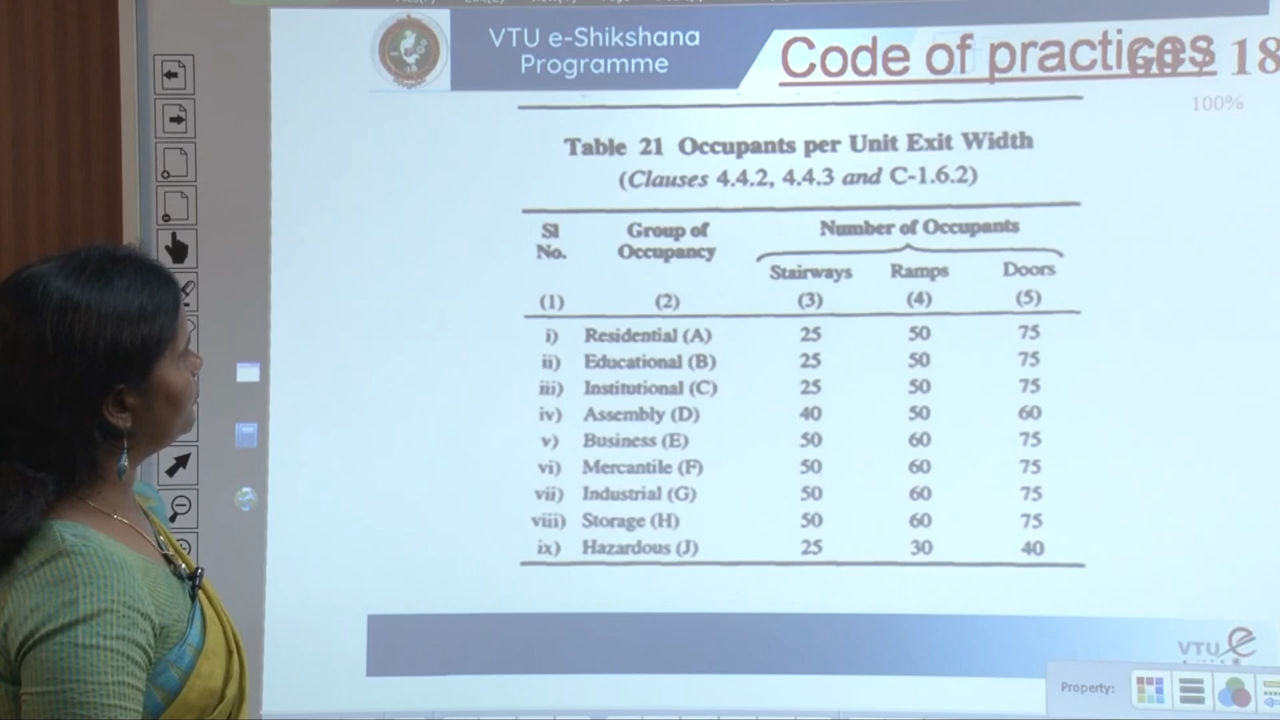 VTU e-Shikshana
Programme
Code of practices
18
100%
Table 21 Occupants per Unit Exit Width
(Clauses 4.4.2, 4.4.3 and C-1.6.2)
Sl No. Group of Occupancy Number of Occupants
Stairways Ramps Doors
(1) (2) (3) (4) (5)
i) Residential (A) 25 50 75
ii) Educational (B) 25 50 75
iii) Institutional (C) 25 50 75
iv) Assembly (D) 40 50 60
v) Business (E) 50 60 75
vi) Mercantile (F) 50 60 75
vii) Industrial (G) 50 60 75
viii) Storage (H) 50 60 75
ix) Hazardous (J) 25 30 40
VTU e
Property: